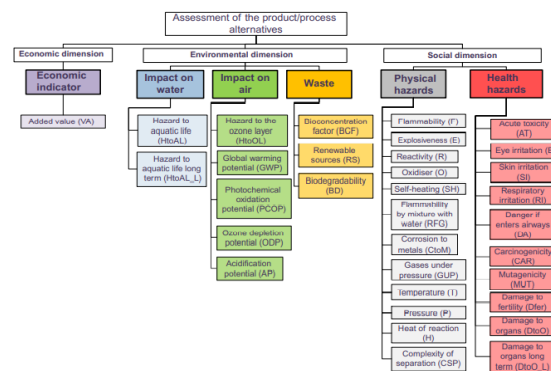 Assessment of the product/process
alternatives
Economic dimension
Environmental dimension
Social dimension
Economic
indicator
Impact on
water
Impact on
air
Waste
Physical
hazards
Health
hazards
Added value (VA)
Hazard to
aquatic life
(HtoAL)
Hazard to
aquatic life long
term (HtoAL_L)
Hazard to the
ozone layer
(HtoOL)
Global warming
potential (GWP)
Photochemical
oxidation
potential (PCOP)
Ozone depletion
potential (ODP)
Acidification
potential (AP)
Bioconcentration
factor (BCF)
Renewable
sources (RS)
Biodegradability
(BD)
Flammability (F)
Explosiveness (E)
Reactivity (R)
Oxidiser (O)
Self-heating (SH)
Flammability
by mixture with
water (RFG)
Corrosion to
metals (CtoM)
Gases under
pressure (GUP)
Temperature (T)
Pressure (P)
Heat of reaction
(H)
Complexity of
separation (CSP)
Acute toxicity
(AT)
Eye irritation
Skin irritation
(SI)
Respiratory
irritation (RI)
Danger if
enters airways
(DA)
Carcinogenicity
(CAR)
Mutagenicity
(MUT)
Damage to
fertility (Dfer)
Damage to
organs (DtoO)
Damage to
organs long
term (DtoO_L)